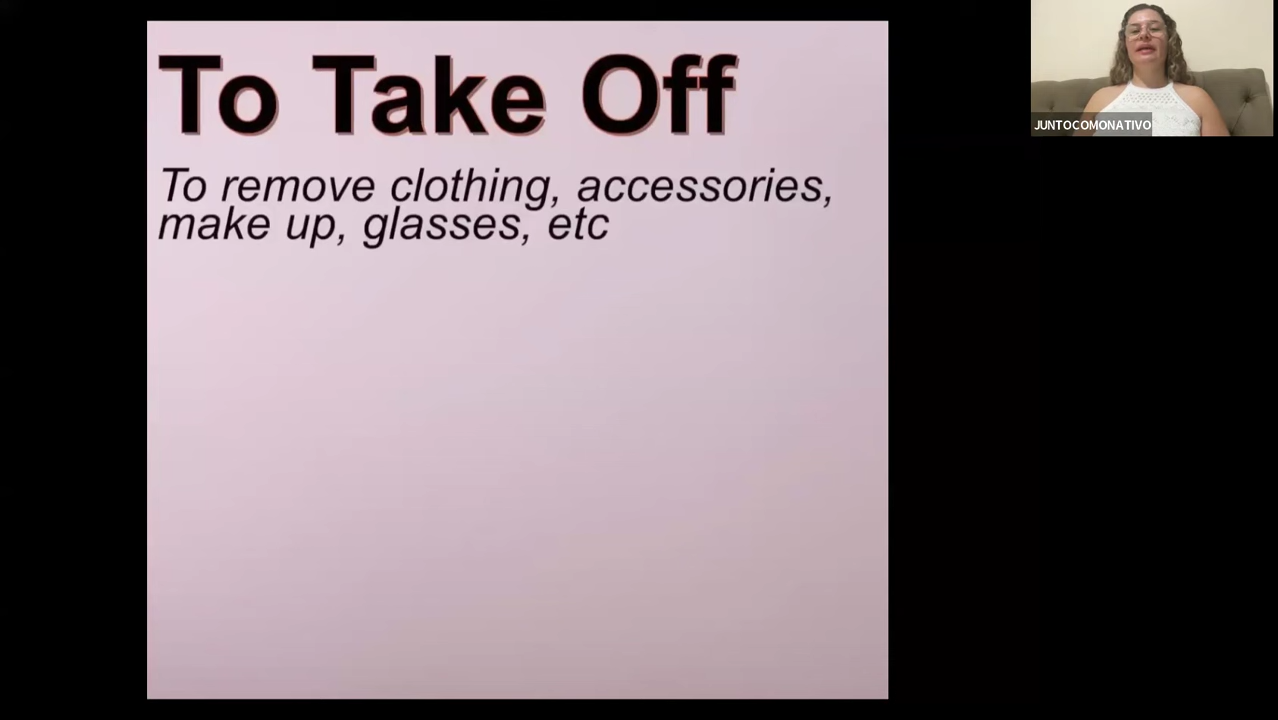 To Take Off
To remove clothing, accessories,
make up, glasses, etc
JUNTOCOMONATIVO